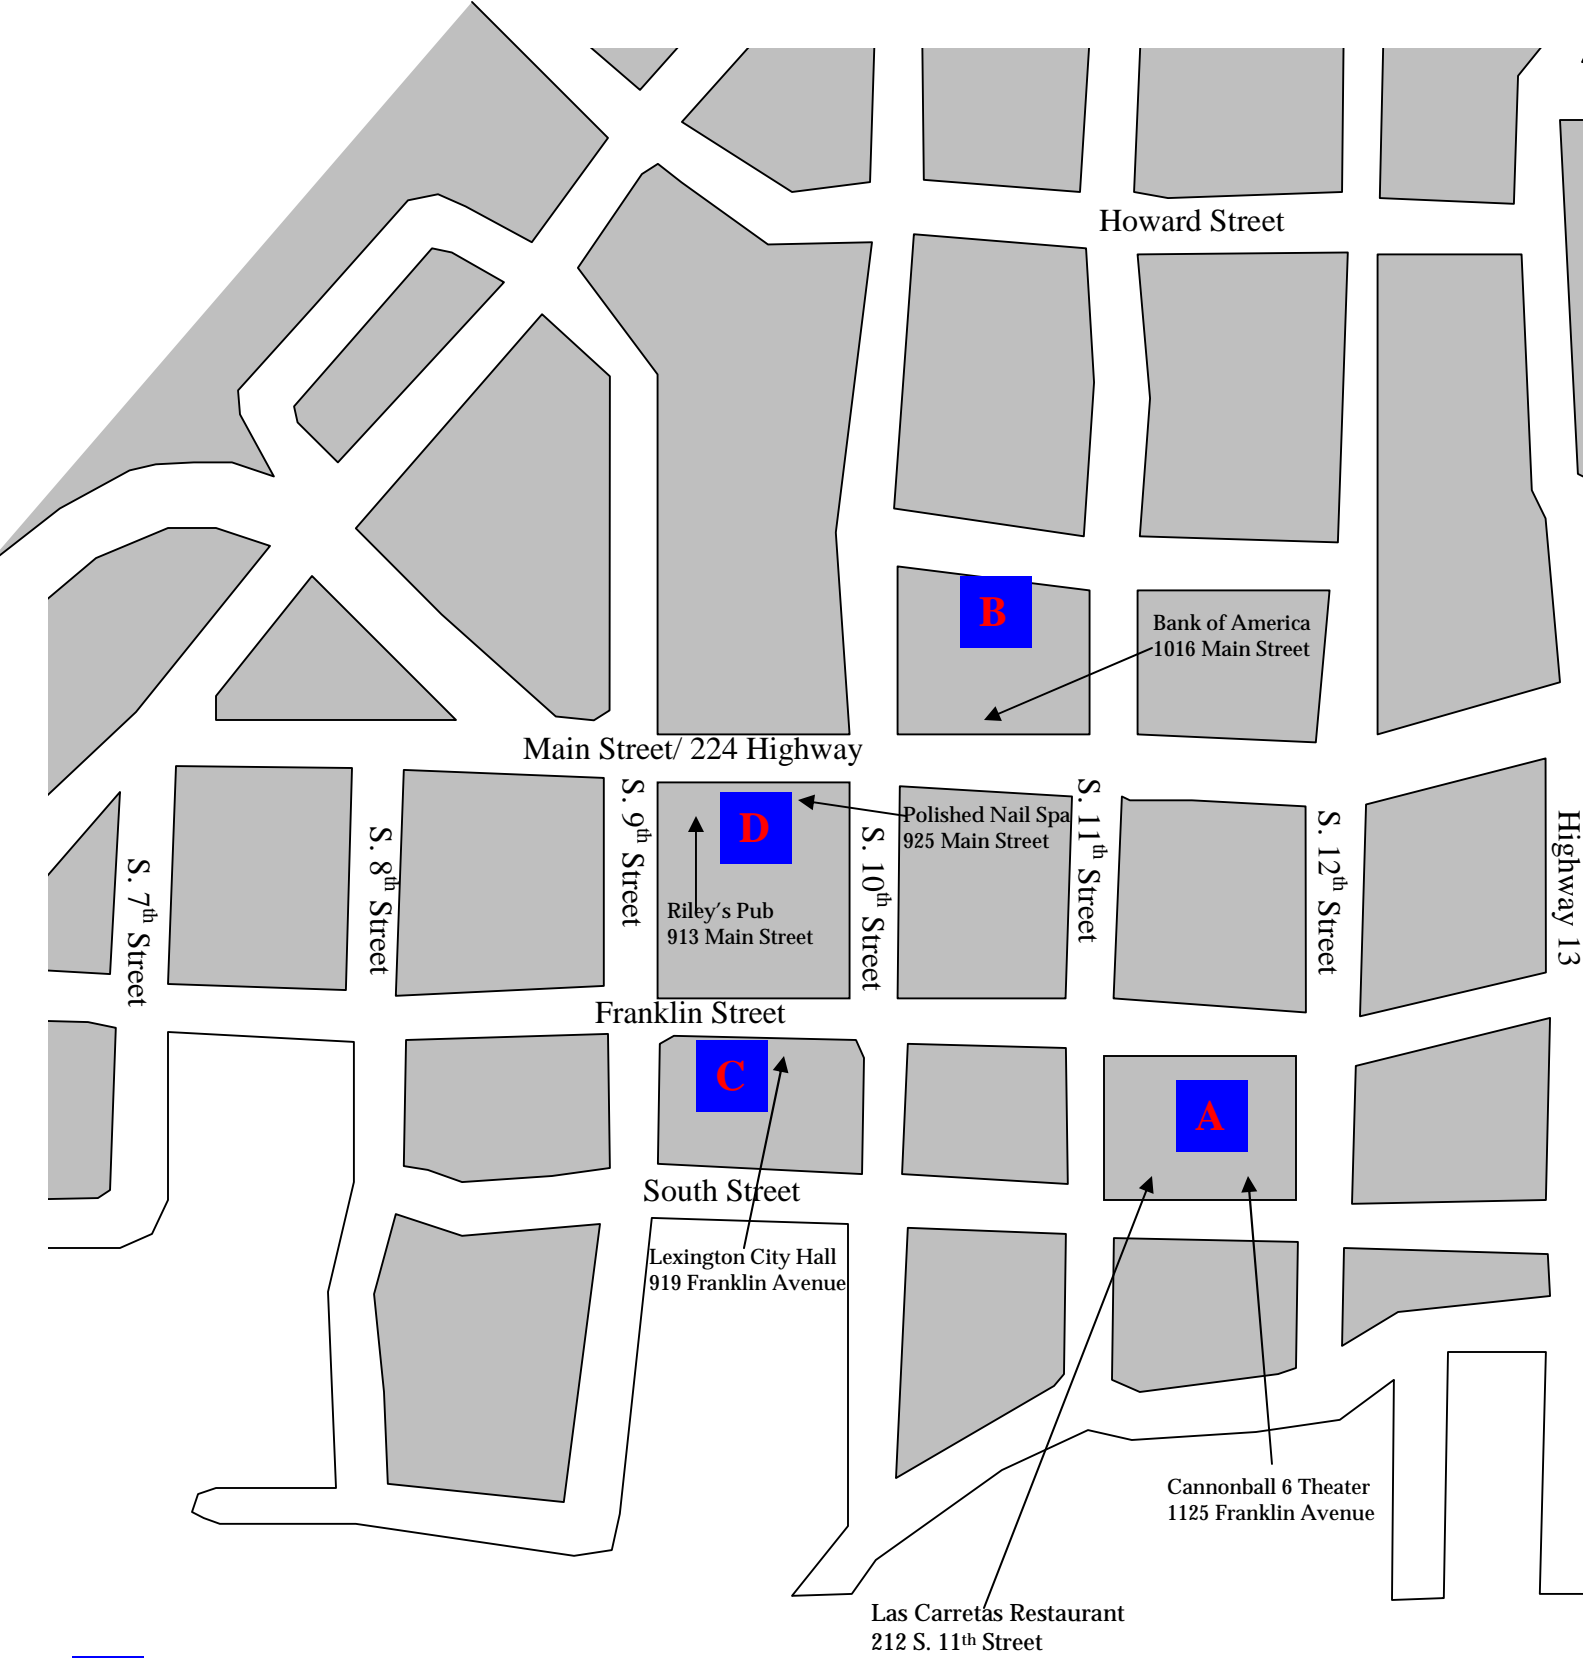 Howard Street
B
Bank of America
1016 Main Street
Main Street/ 224 Highway
S. 7th Street
S. 8th Street
S. 9th Street
D
Polished Nail Spa
925 Main Street
Riley's Pub
913 Main Street
S. 10th Street
S. 11th Street
S. 12th Street
Highway 13
Franklin Street
C
A
South Street
Lexington City Hall
919 Franklin Avenue
Cannonball 6 Theater
1125 Franklin Avenue
Las Carretas Restaurant
212 S. 11th Street